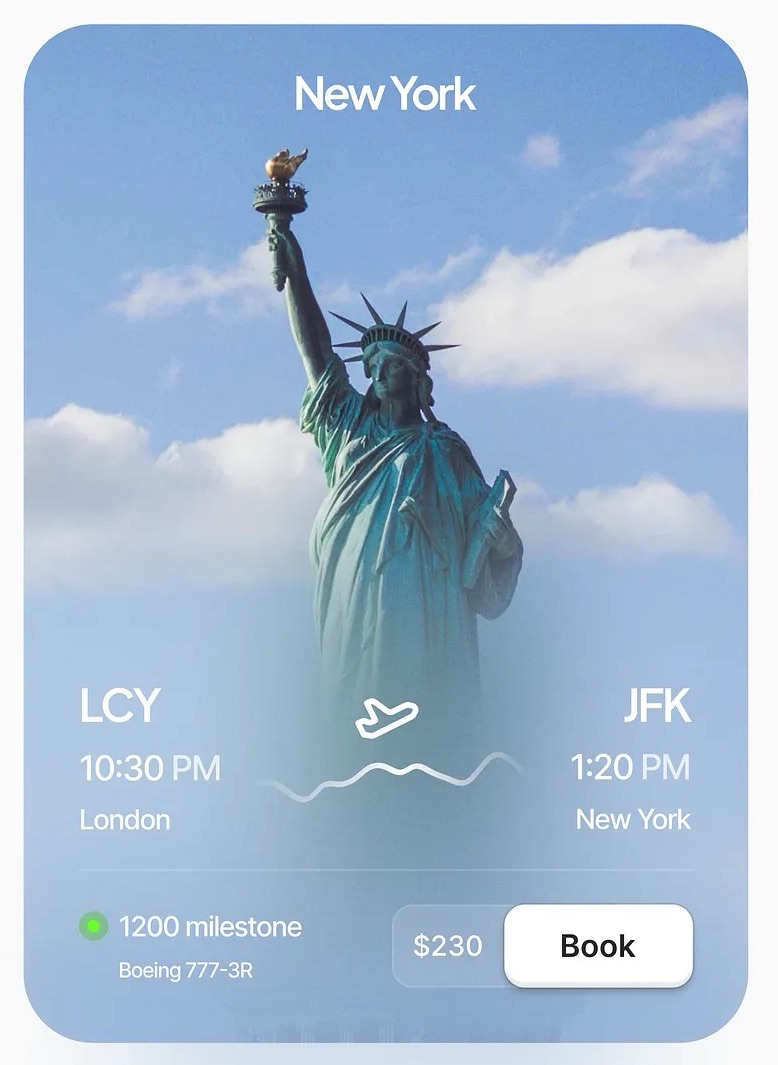 New York
LCY
JFK
10:30 PM
1:20 PM
London
New York
1200 milestone
Boeing 777-3R
$230
Book